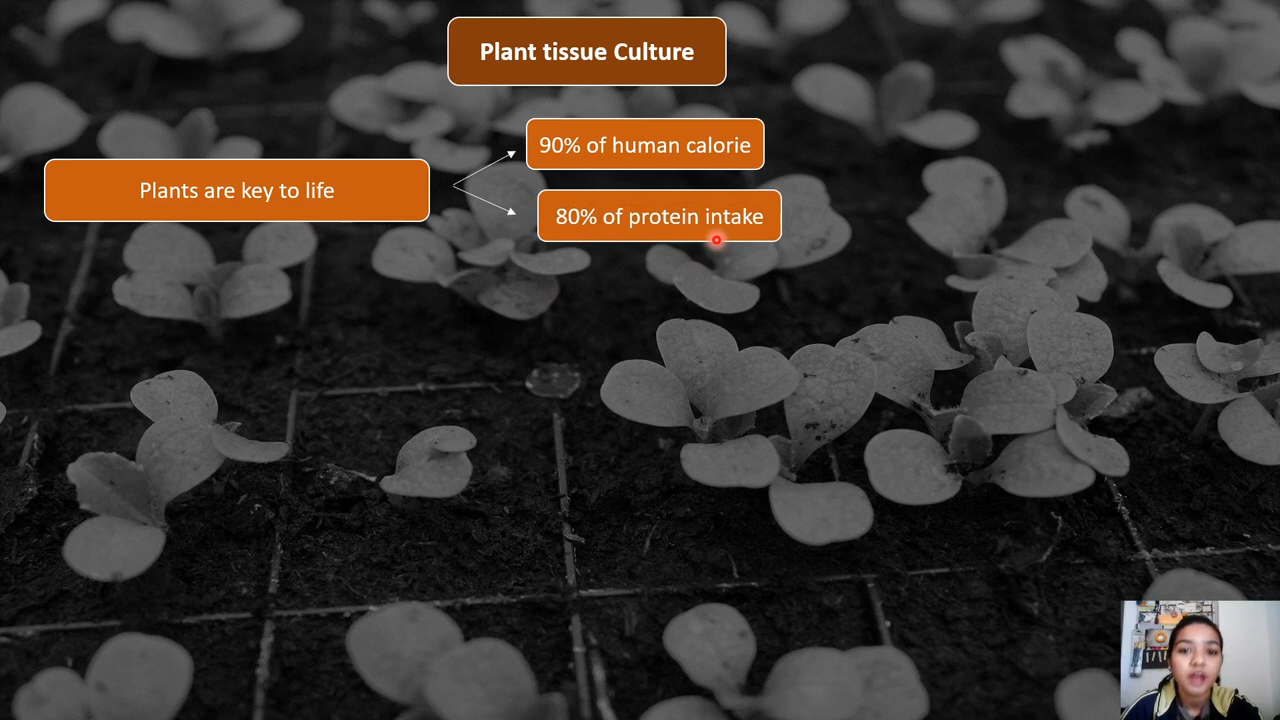 Plant tissue Culture
90% of human calorie
Plants are key to life
80% of protein intake